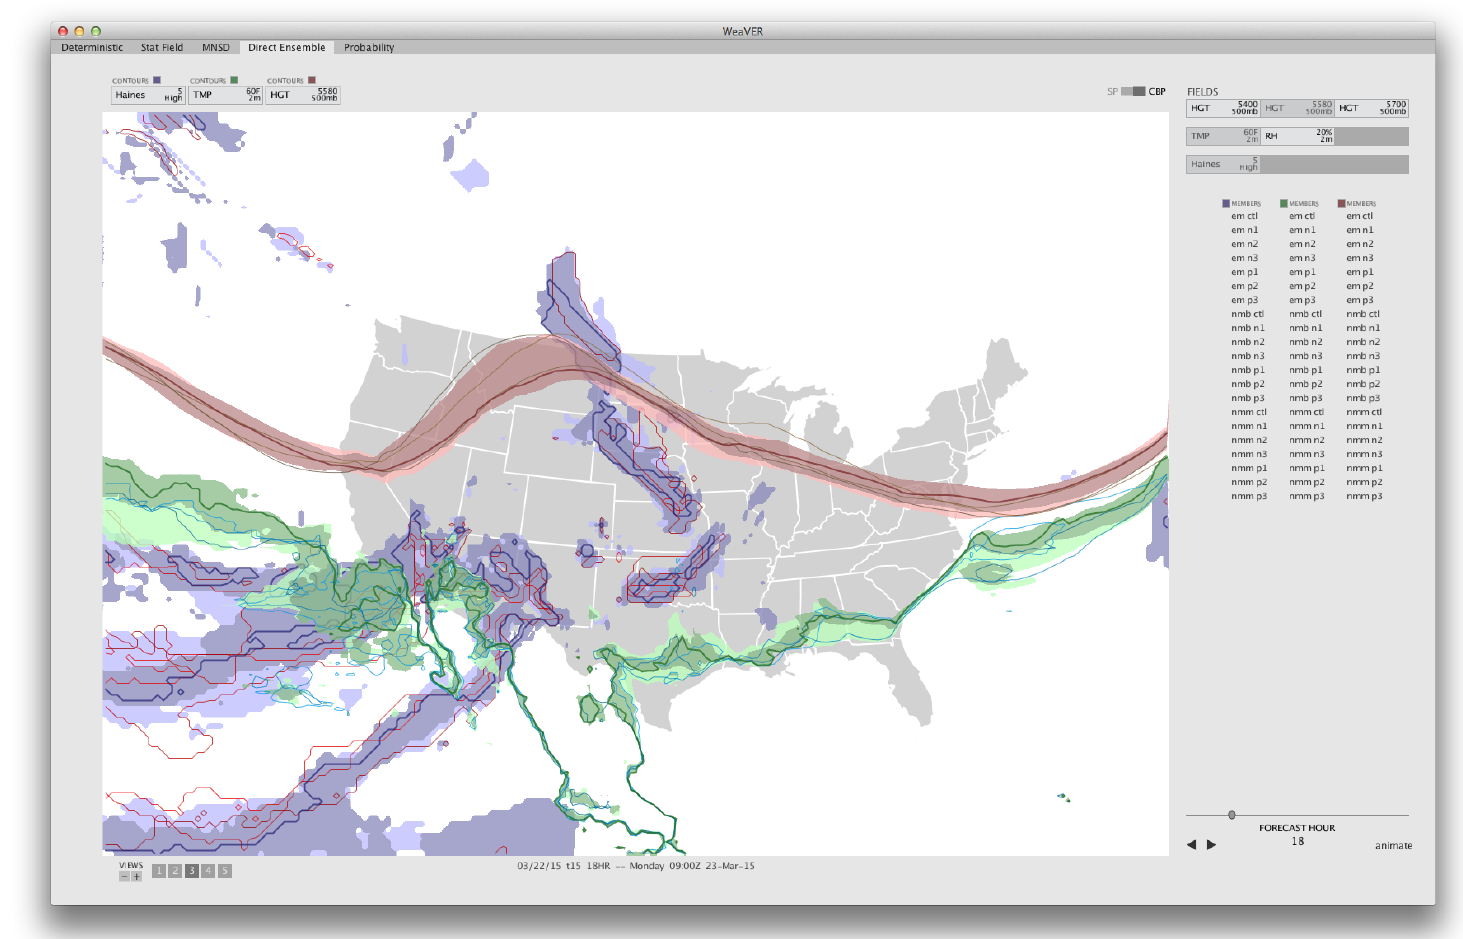 WeaVER
Deterministic Stat Field MNSD Direct Ensemble Probability
CONTOURS CONTOURS CONTOURS
Haines 5 High TMP 60F 2m HGT 5580 500mb
SP CBP
FIELDS
HGT 5400 500mb HGT 5580 500mb HGT 5700 500mb
TMP 60F 2m RH 20% 2m
Haines 5 High
MEMBERS MEMBERS MEMBERS
em ctl em ctl em ctl
em n1 em n1 em n1
em n2 em n2 em n2
em n3 em n3 em n3
em p1 em p1 em p1
em p2 em p2 em p2
em p3 em p3 em p3
nmb ctl nmb ctl nmb ctl
nmb n1 nmb n1 nmb n1
nmb n2 nmb n2 nmb n2
nmb n3 nmb n3 nmb n3
nmb p1 nmb p1 nmb p1
nmb p2 nmb p2 nmb p2
nmb p3 nmb p3 nmb p3
nmm ctl nmm ctl nmm ctl
nmm n1 nmm n1 nmm n1
nmm n2 nmm n2 nmm n2
nmm n3 nmm n3 nmm n3
nmm p1 nmm p1 nmm p1
nmm p2 nmm p2 nmm p2
nmm p3 nmm p3 nmm p3
FORECAST HOUR
18
animate
VIEWS
- +
1 2 3 4 5
03/22/15 t15 18HR -- Monday 09:00Z 23-Mar-15